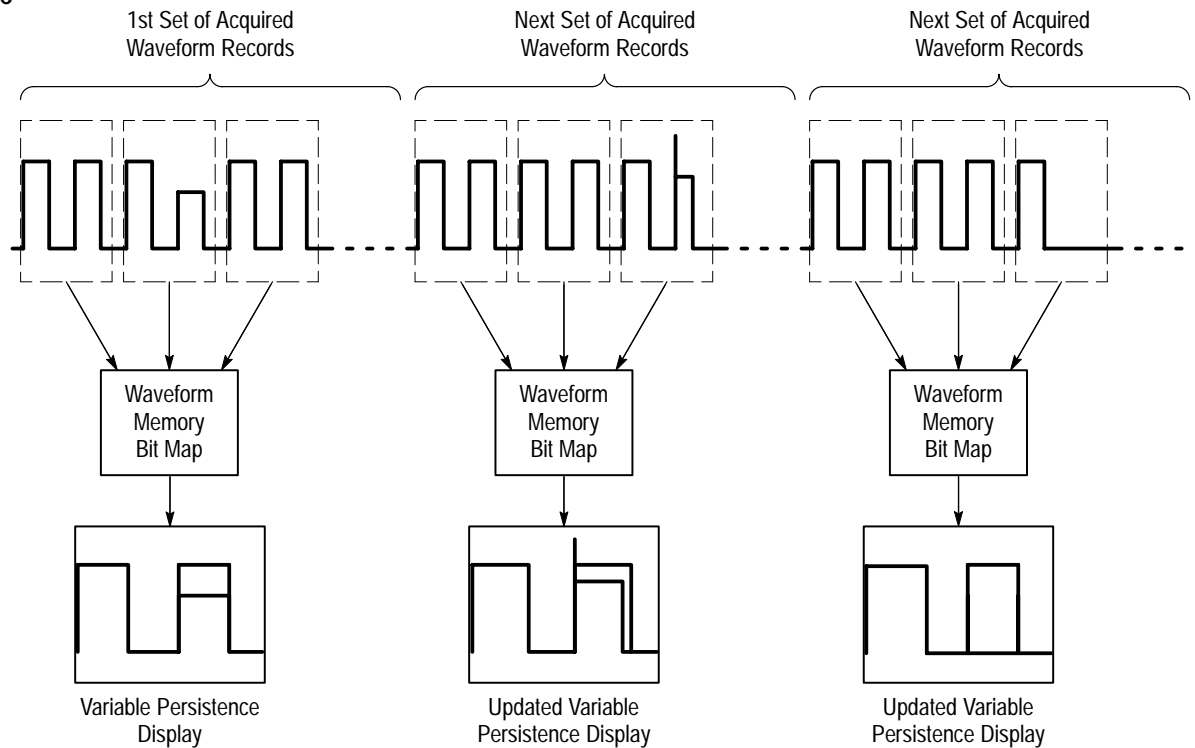 1st Set of Acquired
Waveform Records
Next Set of Acquired
Waveform Records
Next Set of Acquired
Waveform Records
Waveform
Memory
Bit Map
Waveform
Memory
Bit Map
Waveform
Memory
Bit Map
Variable Persistence
Display
Updated Variable
Persistence Display
Updated Variable
Persistence Display